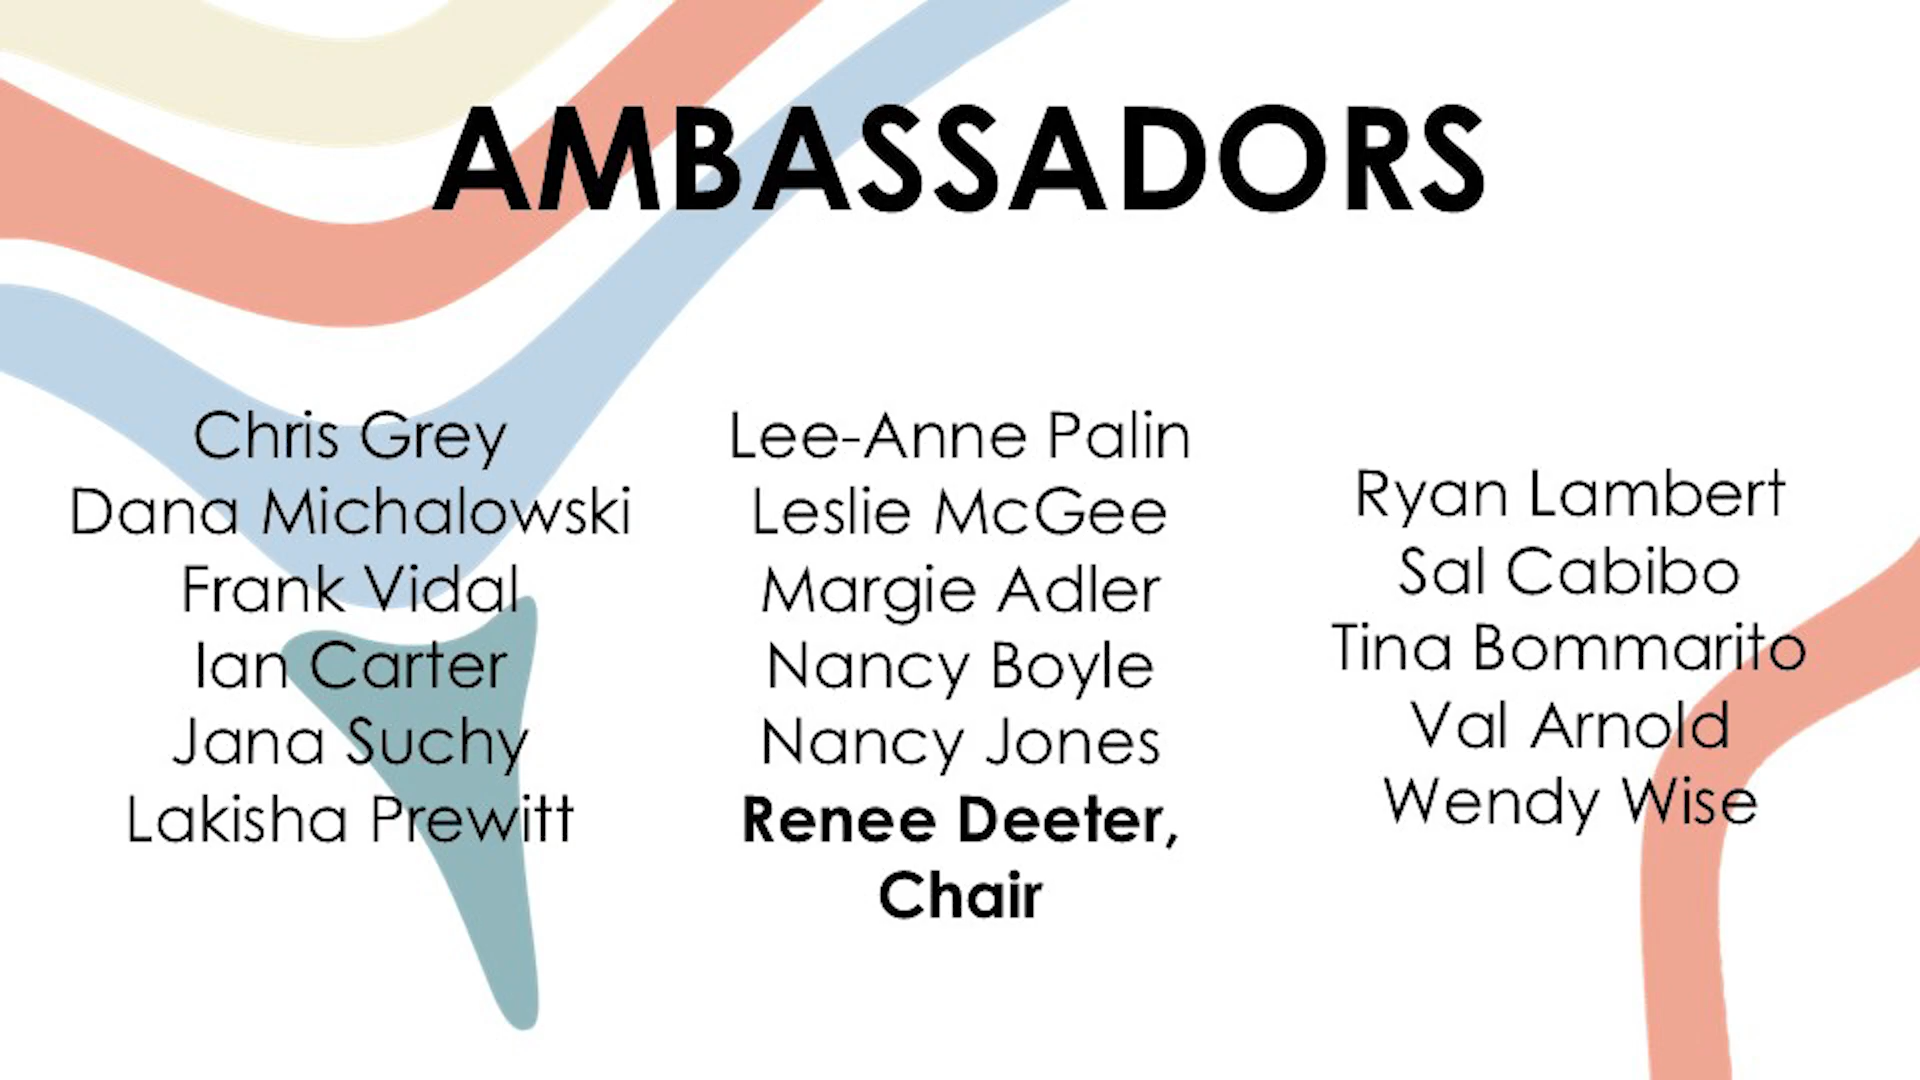 AMBASSADORS
Chris Grey
Dana Michalowski
Frank Vidal
Ian Carter
Jana Suchy
Lakisha Prewitt
Lee-Anne Palin
Leslie McGee
Margie Adler
Nancy Boyle
Nancy Jones
Renee Deeter,
Chair
Ryan Lambert
Sal Cabibo
Tina Bommarito
Val Arnold
Wendy Wise